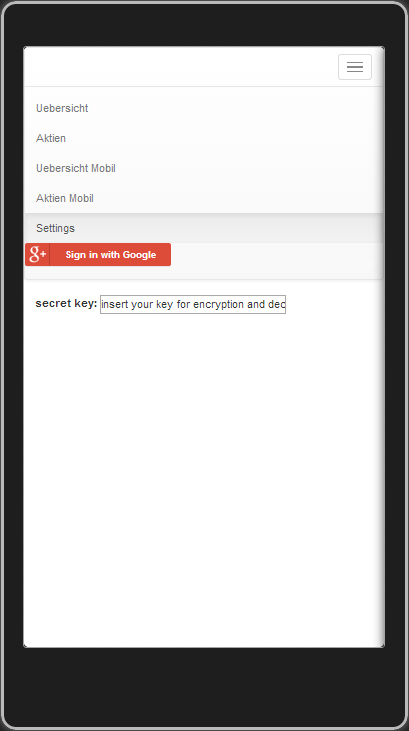 Uebersicht
Aktien
Uebersicht Mobil
Aktien Mobil
Settings
g+ Sign in with Google
secret key: insert your key for encryption and dec